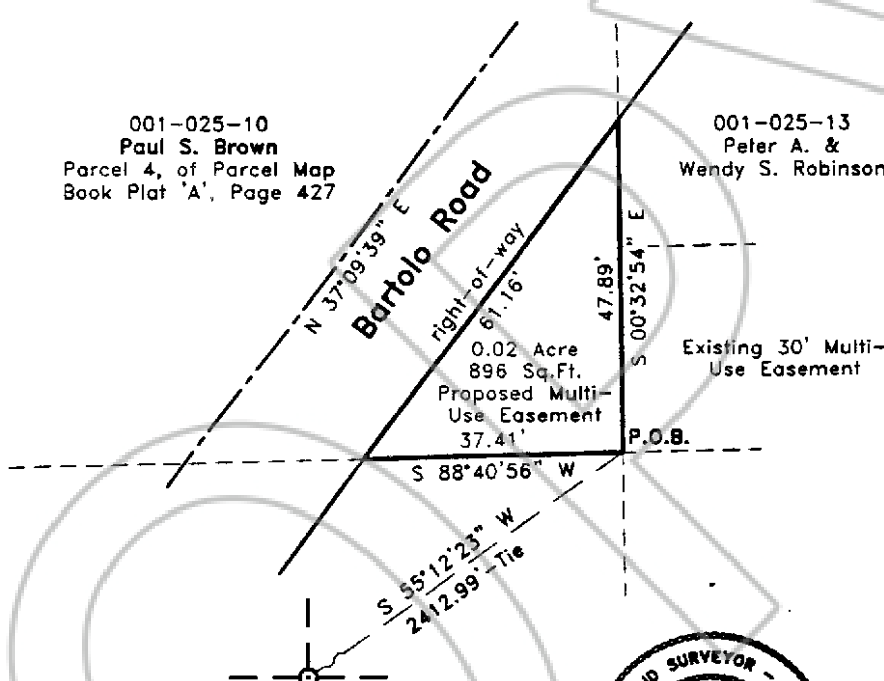 001-025-10
Paul S. Brown
Parcel 4, of Parcel Map
Book Plat 'A', Page 427
N 37°09'39" E
Bartolo Road
right-of-way
61.16'
001-025-13
Peter A. &
Wendy S. Robinson
47.89'
S 00°32'54" E
0.02 Acre
896 Sq.Ft.
Proposed Multi-
Use Easement
37.41'
S 88°40'56" W
Existing 30' Multi-
Use Easement
P.O.B.
S 55°12'23" W
2412.99'-Tie
SURVEYOR